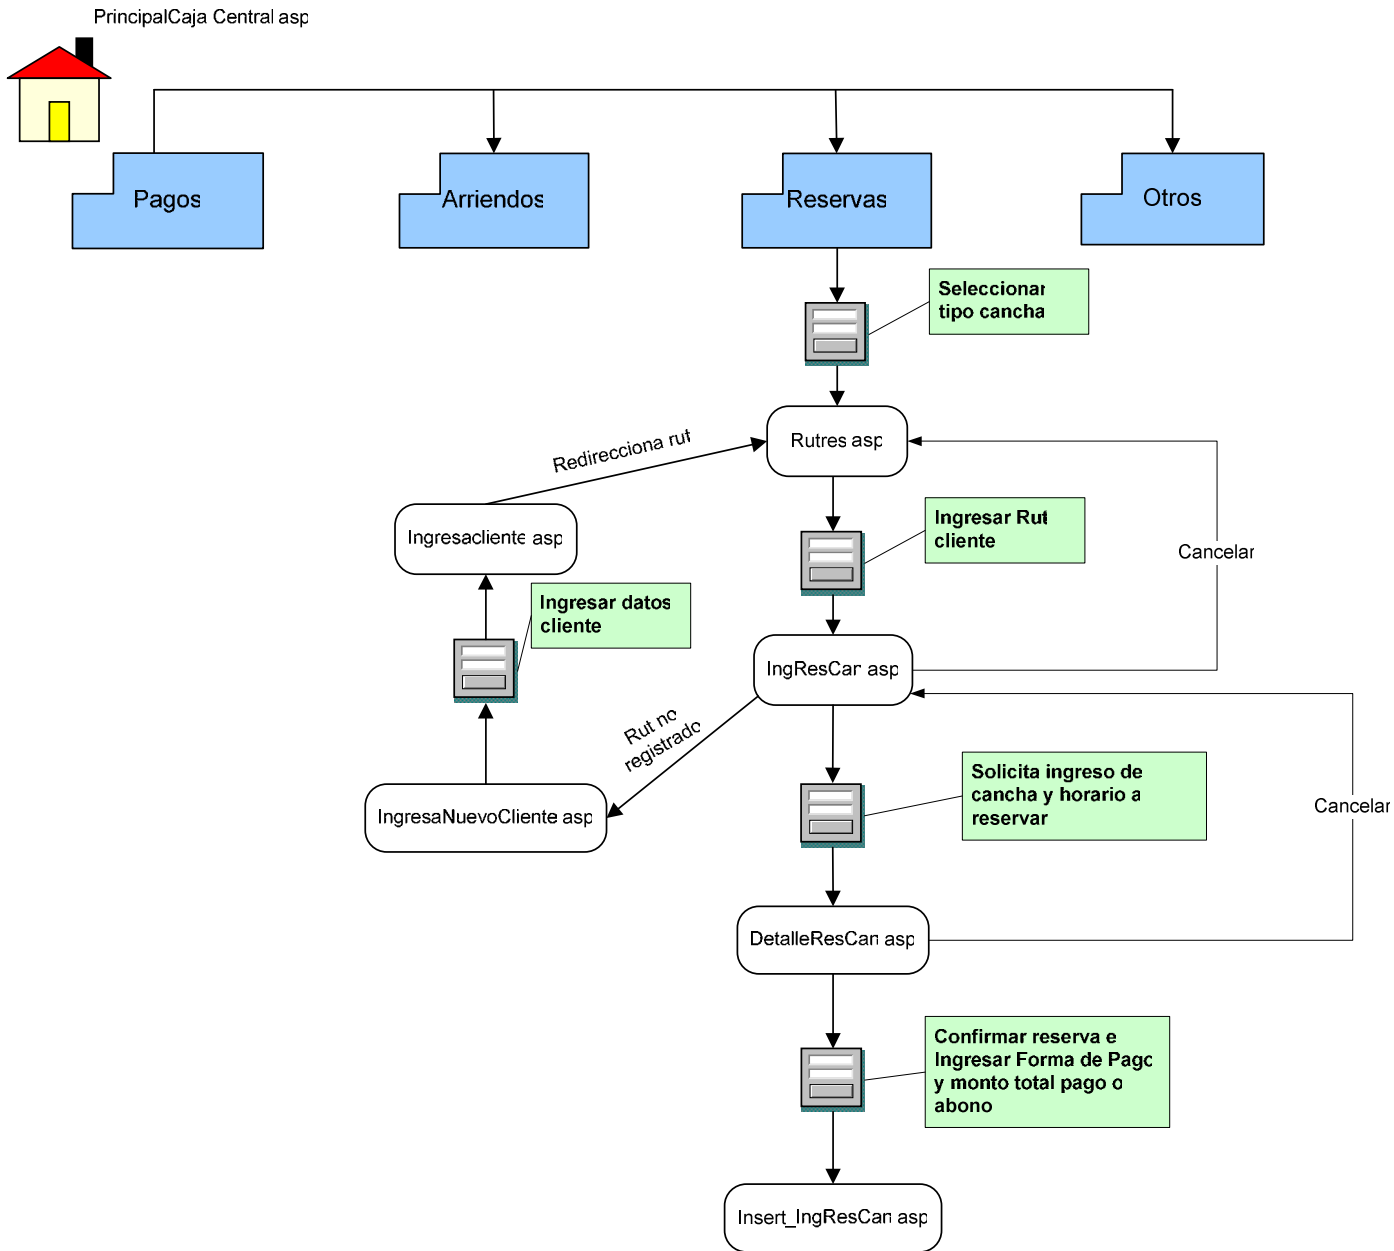 PrincipalCaja Central asp
Pagos
Arriendos
Reservas
Otros
Seleccionar
tipo cancha
Rutres asp
Redirecciona rut
Ingresacliente asp
Ingresar Rut
cliente
Cancelar
Ingresar datos
cliente
IngResCan asp
Rut no
registrado
Solicita ingreso de
cancha y horario a
reservar
IngresaNuevoCliente asp
Cancelar
DetalleResCan asp
Confirmar reserva e
Ingresar Forma de Pago
y monto total pago o
abono
Insert_IngResCan asp